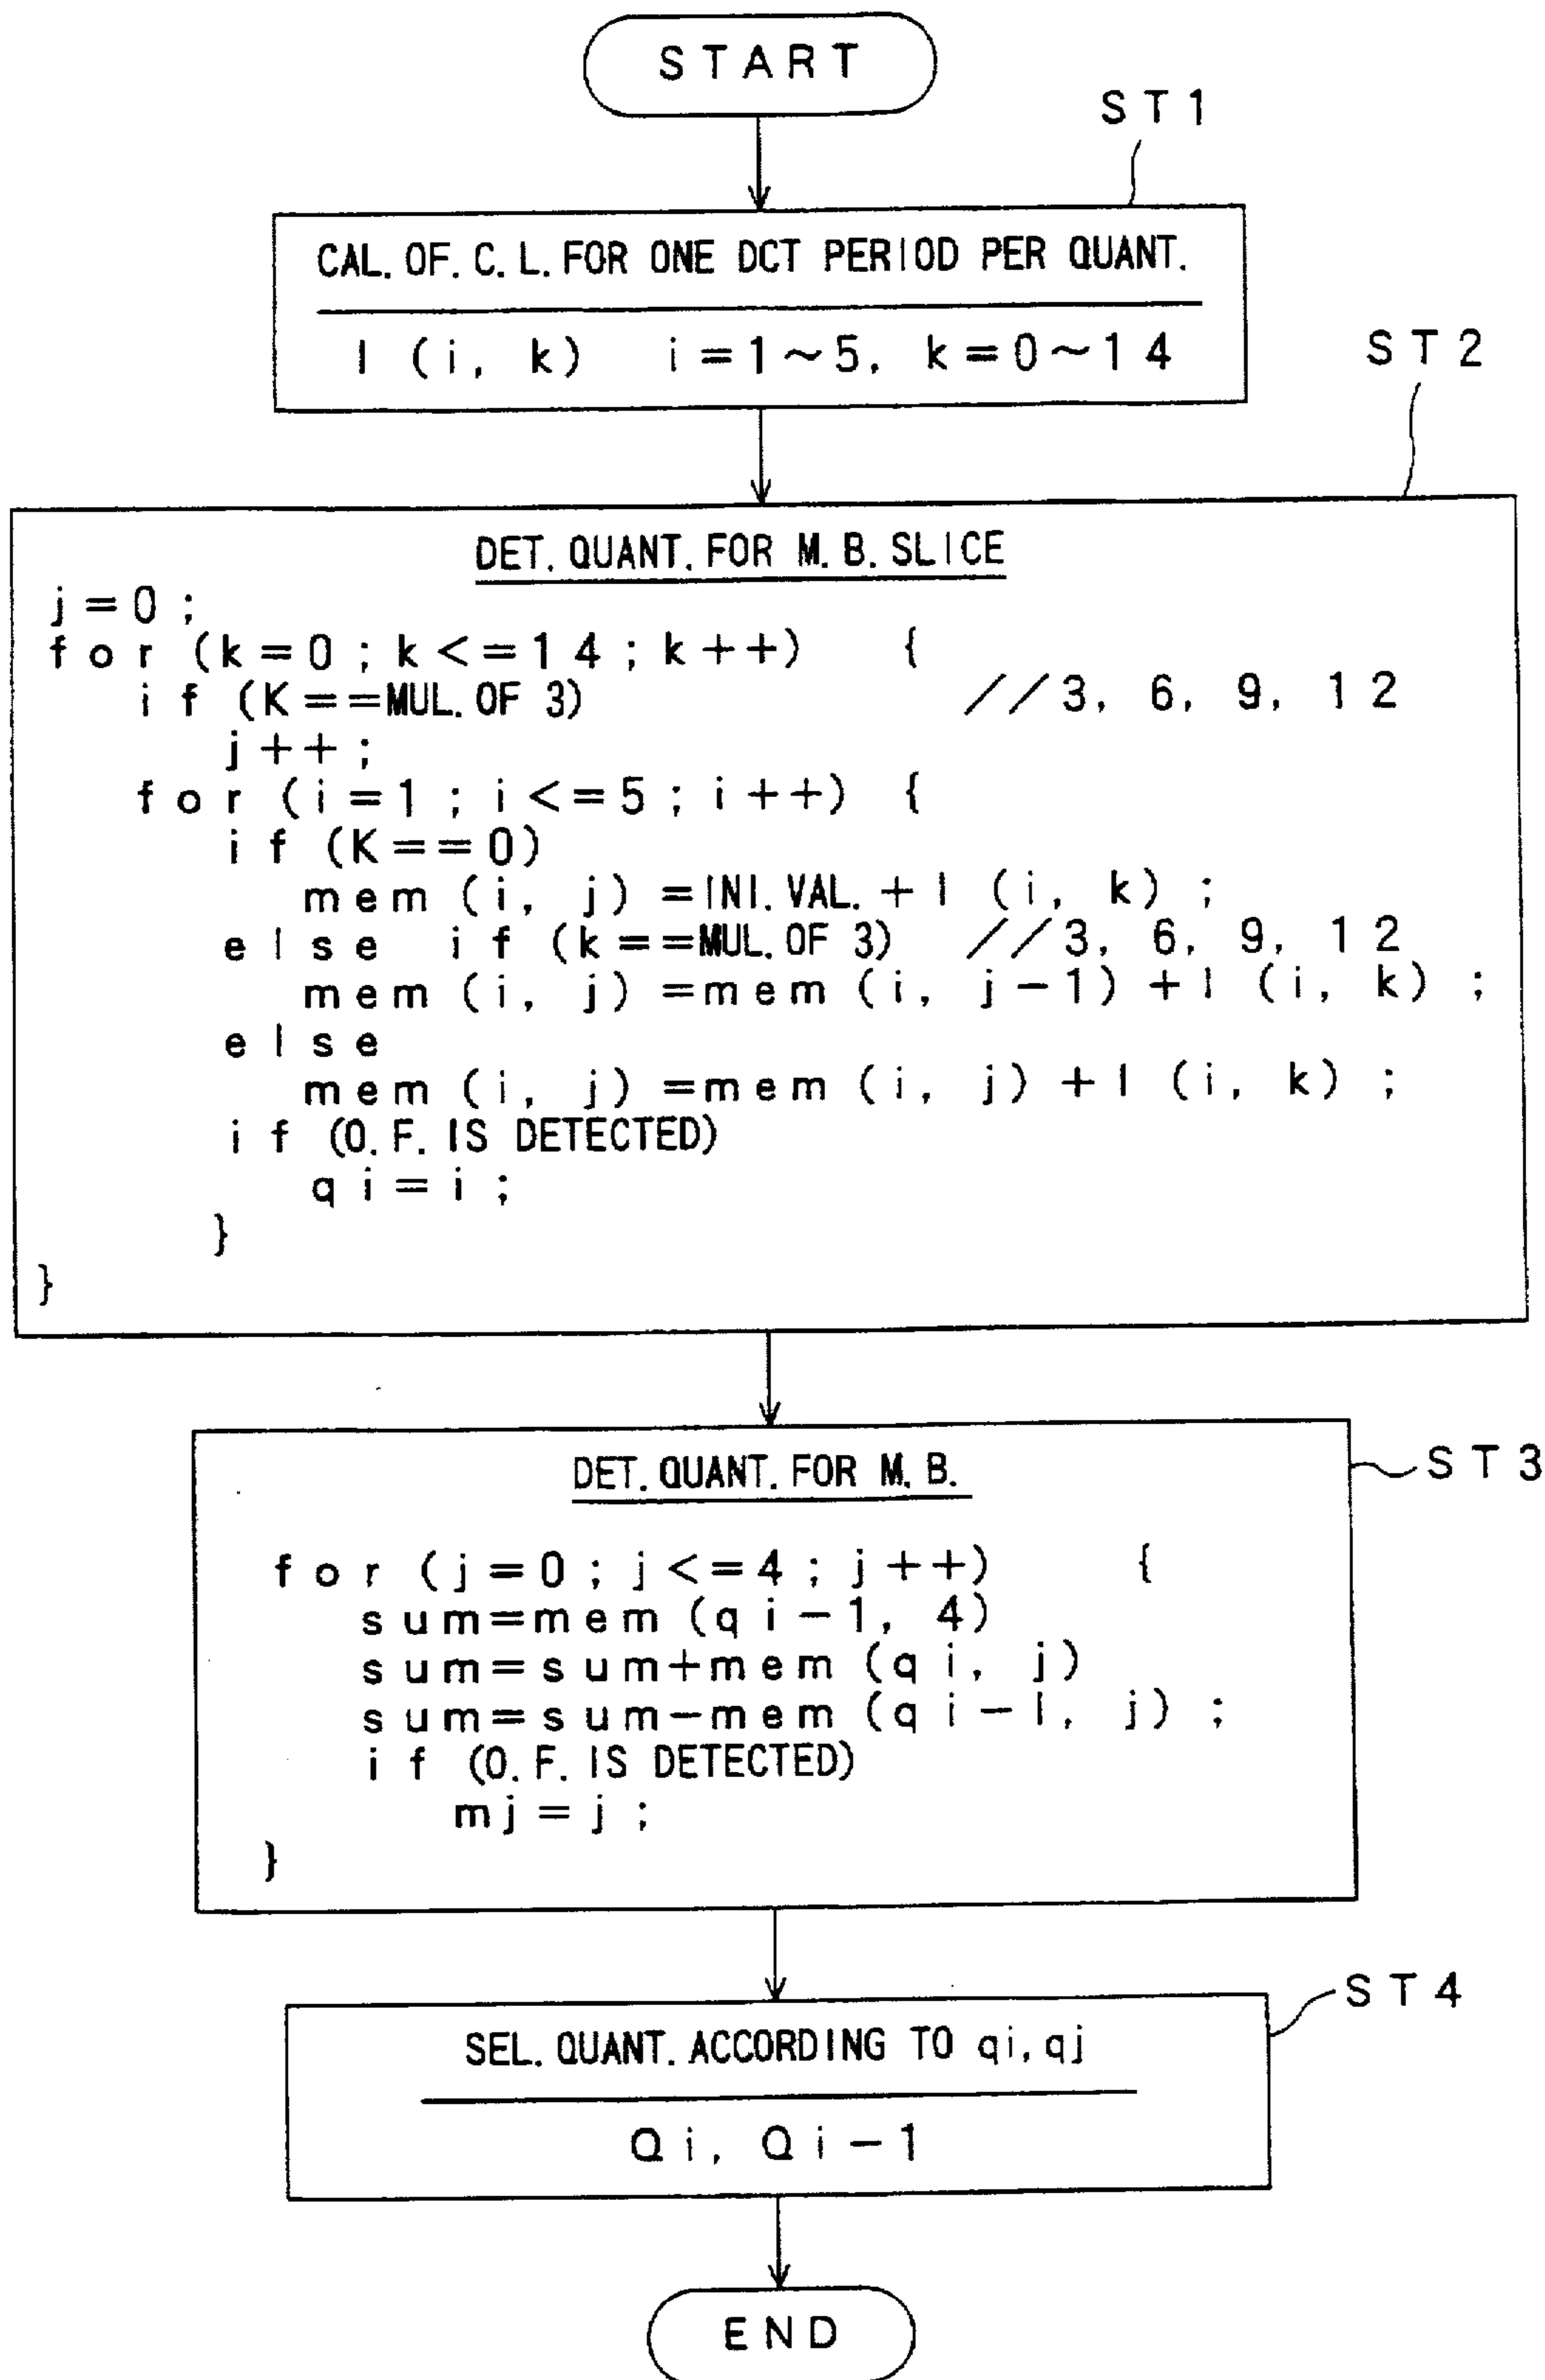 START
ST1
CAL. OF. C. L. FOR ONE DCT PERIOD PER QUANT.
l (i, k) i=1~5, k=0~14
ST2
DET. QUANT. FOR M. B. SLICE
j=0 ;
for (k=0 ; k<=14 ; k++) {
if (K==MUL. OF 3) //3, 6, 9, 12
j++ ;
for (i=1 ; i<=5 ; i++) {
if (K==0)
mem (i, j) =INI. VAL. +l (i, k) ;
else if (k==MUL. OF 3) //3, 6, 9, 12
mem (i, j) =mem (i, j-1) +l (i, k) ;
else
mem (i, j) =mem (i, j) +l (i, k) ;
if (O. F. IS DETECTED)
qi=i ;
}
}
ST3
DET. QUANT. FOR M. B.
for (j=0 ; j<=4 ; j++) {
sum=mem (qi-1, 4)
sum=sum+mem (qi, j)
sum=sum-mem (qi-l, j) ;
if (O. F. IS DETECTED)
mj=j ;
}
ST4
SEL. QUANT. ACCORDING TO qi, qj
Qi, Qi-1
END